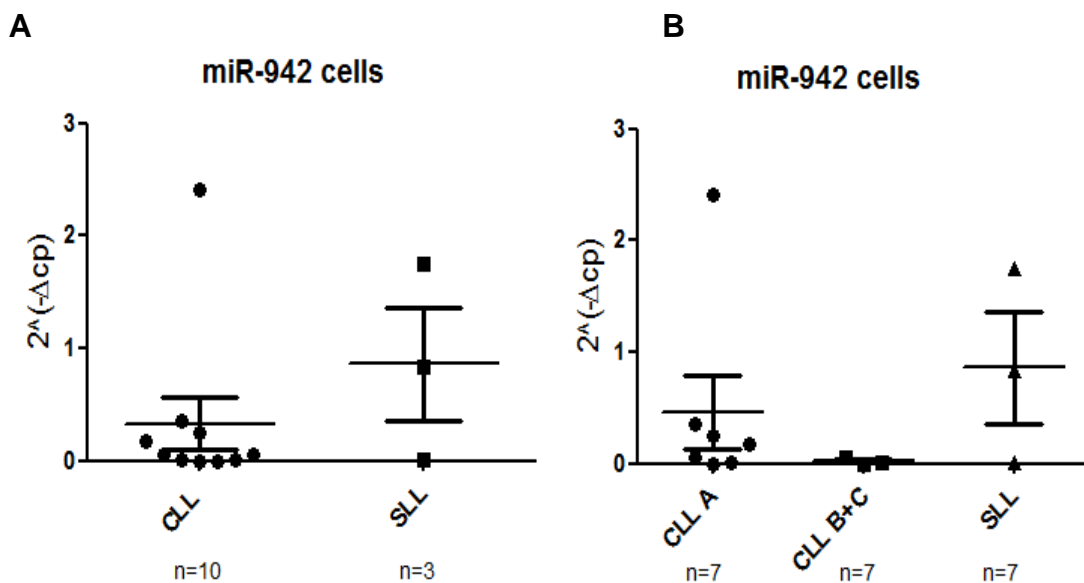 A
miR-942 cells
3
2
1
0
2^(-Δcp)
CLL
SLL
n=10
n=3
B
miR-942 cells
3
2
1
0
2^(-Δcp)
CLL A
CLL B+C
SLL
n=7
n=7
n=7